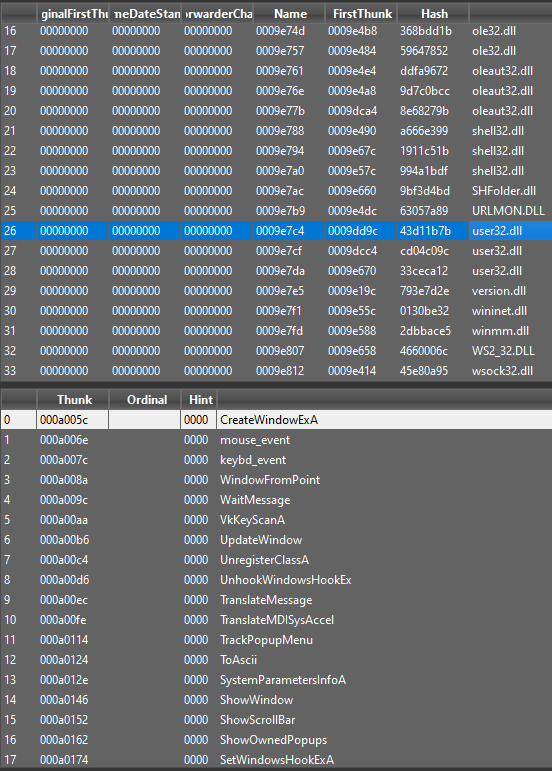 ginalFirstThu meDateStan orwarderCha Name FirstThunk Hash
16 00000000 00000000 00000000 0009e74d 0009e4b8 368bdd1b ole32.dll
17 00000000 00000000 00000000 0009e757 0009e484 59647852 ole32.dll
18 00000000 00000000 00000000 0009e761 0009e4e4 ddfa9672 oleaut32.dll
19 00000000 00000000 00000000 0009e76e 0009e4a8 9d7c0bcc oleaut32.dll
20 00000000 00000000 00000000 0009e77b 0009dca4 8e68279b oleaut32.dll
21 00000000 00000000 00000000 0009e788 0009e490 a666e399 shell32.dll
22 00000000 00000000 00000000 0009e794 0009e67c 1911c51b shell32.dll
23 00000000 00000000 00000000 0009e7a0 0009e57c 994a1bdf shell32.dll
24 00000000 00000000 00000000 0009e7ac 0009e660 9bf3d4bd SHFolder.dll
25 00000000 00000000 00000000 0009e7b9 0009e4dc 63057a89 URLMON.DLL
26 00000000 00000000 00000000 0009e7c4 0009dd9c 43d11b7b user32.dll
27 00000000 00000000 00000000 0009e7cf 0009dcc4 cd04c09c user32.dll
28 00000000 00000000 00000000 0009e7da 0009e670 33ceca12 user32.dll
29 00000000 00000000 00000000 0009e7e5 0009e19c 793e7d2e version.dll
30 00000000 00000000 00000000 0009e7f1 0009e55c 0130be32 wininet.dll
31 00000000 00000000 00000000 0009e7fd 0009e588 2dbbace5 winmm.dll
32 00000000 00000000 00000000 0009e807 0009e658 4660006c WS2_32.DLL
33 00000000 00000000 00000000 0009e812 0009e414 45e80a95 wsock32.dll
Thunk Ordinal Hint
0 000a005c 0000 CreateWindowExA
1 000a006e 0000 mouse_event
2 000a007c 0000 keybd_event
3 000a008a 0000 WindowFromPoint
4 000a009c 0000 WaitMessage
5 000a00aa 0000 VkKeyScanA
6 000a00b6 0000 UpdateWindow
7 000a00c4 0000 UnregisterClassA
8 000a00d6 0000 UnhookWindowsHookEx
9 000a00ec 0000 TranslateMessage
10 000a00fe 0000 TranslateMDISysAccel
11 000a0114 0000 TrackPopupMenu
12 000a0124 0000 ToAscii
13 000a012e 0000 SystemParametersInfoA
14 000a0146 0000 ShowWindow
15 000a0152 0000 ShowScrollBar
16 000a0162 0000 ShowOwnedPopups
17 000a0174 0000 SetWindowsHookExA